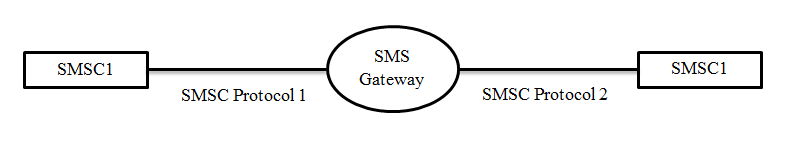 SMSC1
SMSC Protocol 1
SMS
Gateway
SMSC Protocol 2
SMSC1